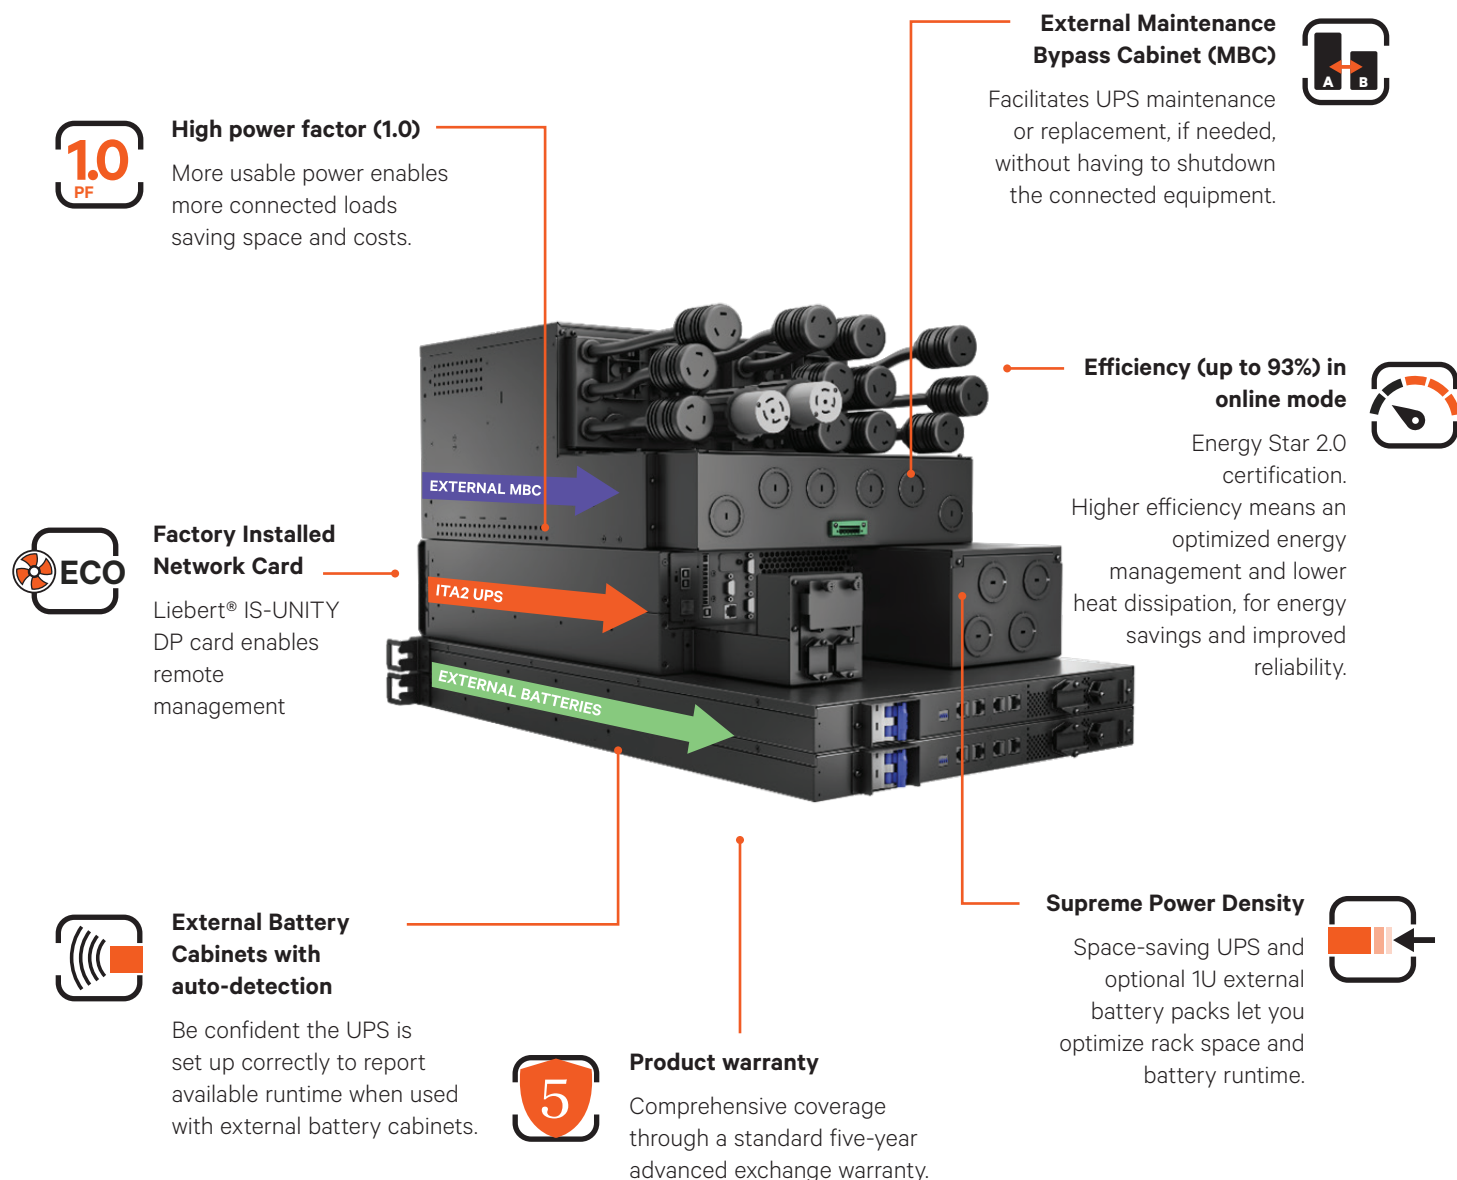 External Maintenance
Bypass Cabinet (MBC)
Facilitates UPS maintenance
or replacement, if needed,
without having to shutdown
the connected equipment.
A B
1.0
PF
High power factor (1.0)
More usable power enables
more connected loads
saving space and costs.
Efficiency (up to 93%) in
online mode
Energy Star 2.0
certification.
Higher efficiency means an
optimized energy
management and lower
heat dissipation, for energy
savings and improved
reliability.
EXTERNAL MBC
ITA2 UPS
EXTERNAL BATTERIES
ECO
Factory Installed
Network Card
Liebert® IS-UNITY
DP card enables
remote
management
External Battery
Cabinets with
auto-detection
Be confident the UPS is
set up correctly to report
available runtime when used
with external battery cabinets.
5
Product warranty
Comprehensive coverage
through a standard five-year
advanced exchange warranty.
Supreme Power Density
Space-saving UPS and
optional 1U external
battery packs let you
optimize rack space and
battery runtime.